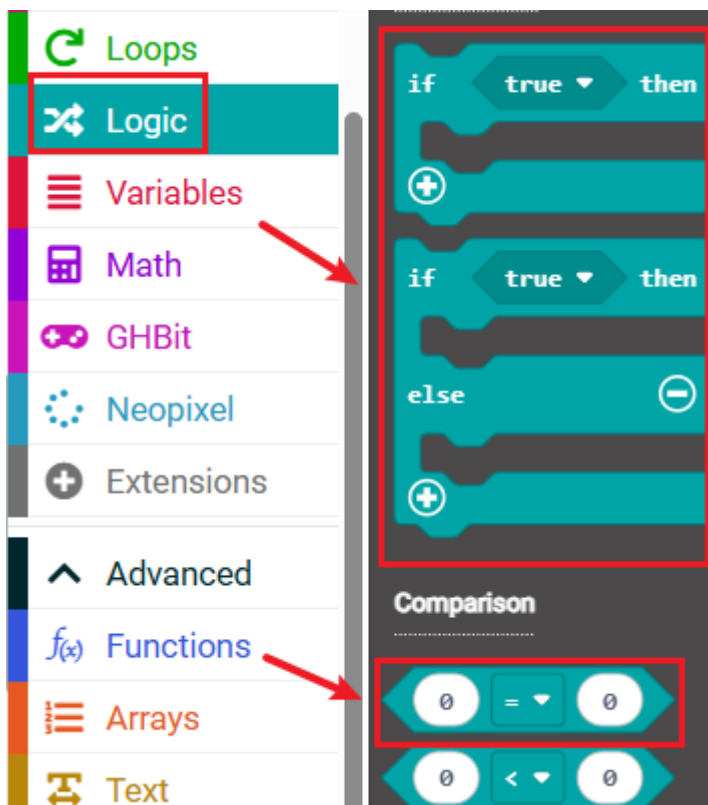 Loops
Logic
Variables
Math
GHBit
Neopixel
Extensions
Advanced
f(x) Functions
Arrays
Text
if true then
if true then
else
Comparison
0 = 0
0 < 0